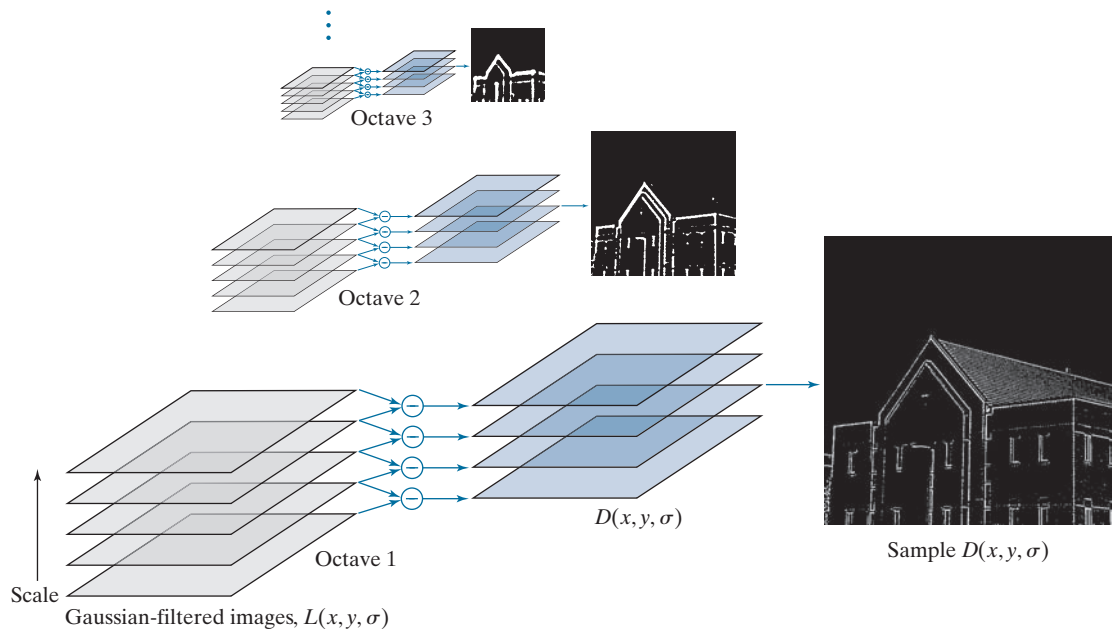 Octave 3
Octave 2
D(x, y, σ)
Octave 1
Sample D(x, y, σ)
Scale
Gaussian-filtered images, L(x, y, σ)